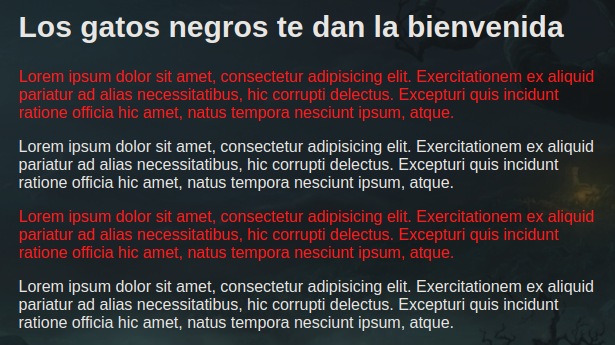 Los gatos negros te dan la bienvenida
Lorem ipsum dolor sit amet, consectetur adipisicing elit. Exercitationem ex aliquid
pariatur ad alias necessitatibus, hic corrupti delectus. Excepturi quis incidunt
ratione officia hic amet, natus tempora nesciunt ipsum, atque.
Lorem ipsum dolor sit amet, consectetur adipisicing elit. Exercitationem ex aliquid
pariatur ad alias necessitatibus, hic corrupti delectus. Excepturi quis incidunt
ratione officia hic amet, natus tempora nesciunt ipsum, atque.
Lorem ipsum dolor sit amet, consectetur adipisicing elit. Exercitationem ex aliquid
pariatur ad alias necessitatibus, hic corrupti delectus. Excepturi quis incidunt
ratione officia hic amet, natus tempora nesciunt ipsum, atque.
Lorem ipsum dolor sit amet, consectetur adipisicing elit. Exercitationem ex aliquid
pariatur ad alias necessitatibus, hic corrupti delectus. Excepturi quis incidunt
ratione officia hic amet, natus tempora nesciunt ipsum, atque.